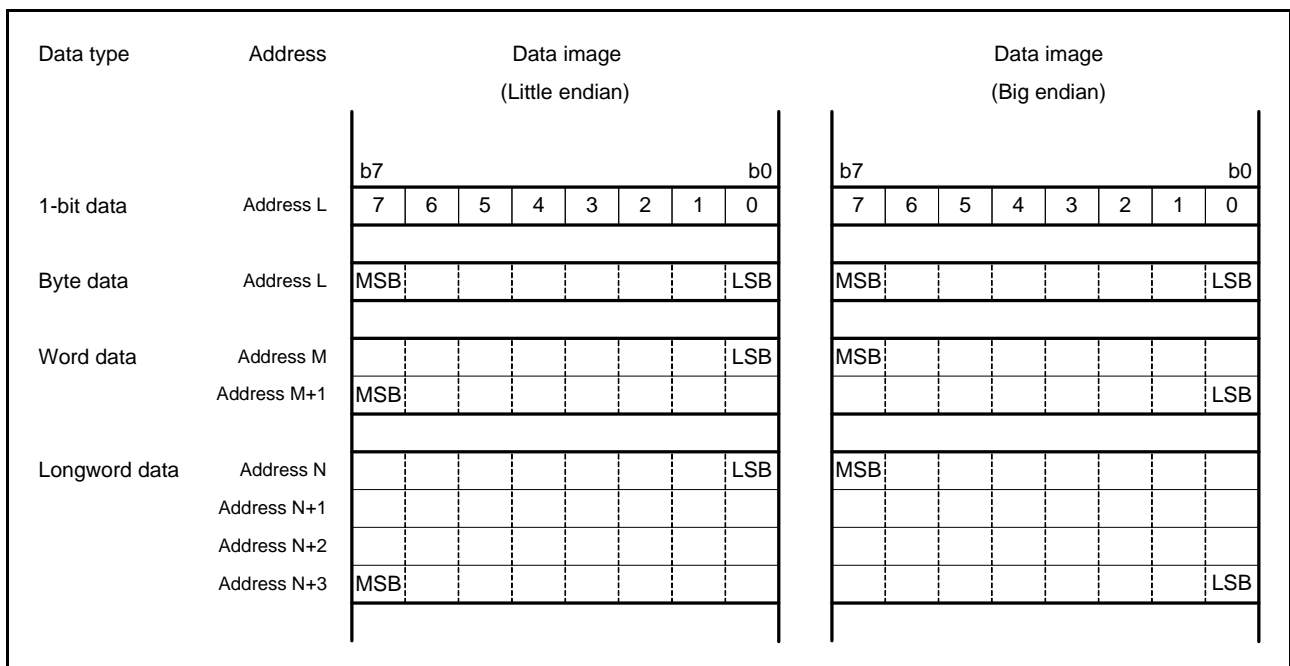 Data type Address Data image Data image
(Little endian) (Big endian)
b7 b0 b7 b0
1-bit data Address L 7 6 5 4 3 2 1 0 7 6 5 4 3 2 1 0
Byte data Address L MSB LSB MSB LSB
Word data Address M LSB MSB
Address M+1 MSB LSB
Longword data Address N LSB MSB
Address N+1
Address N+2
Address N+3 MSB LSB